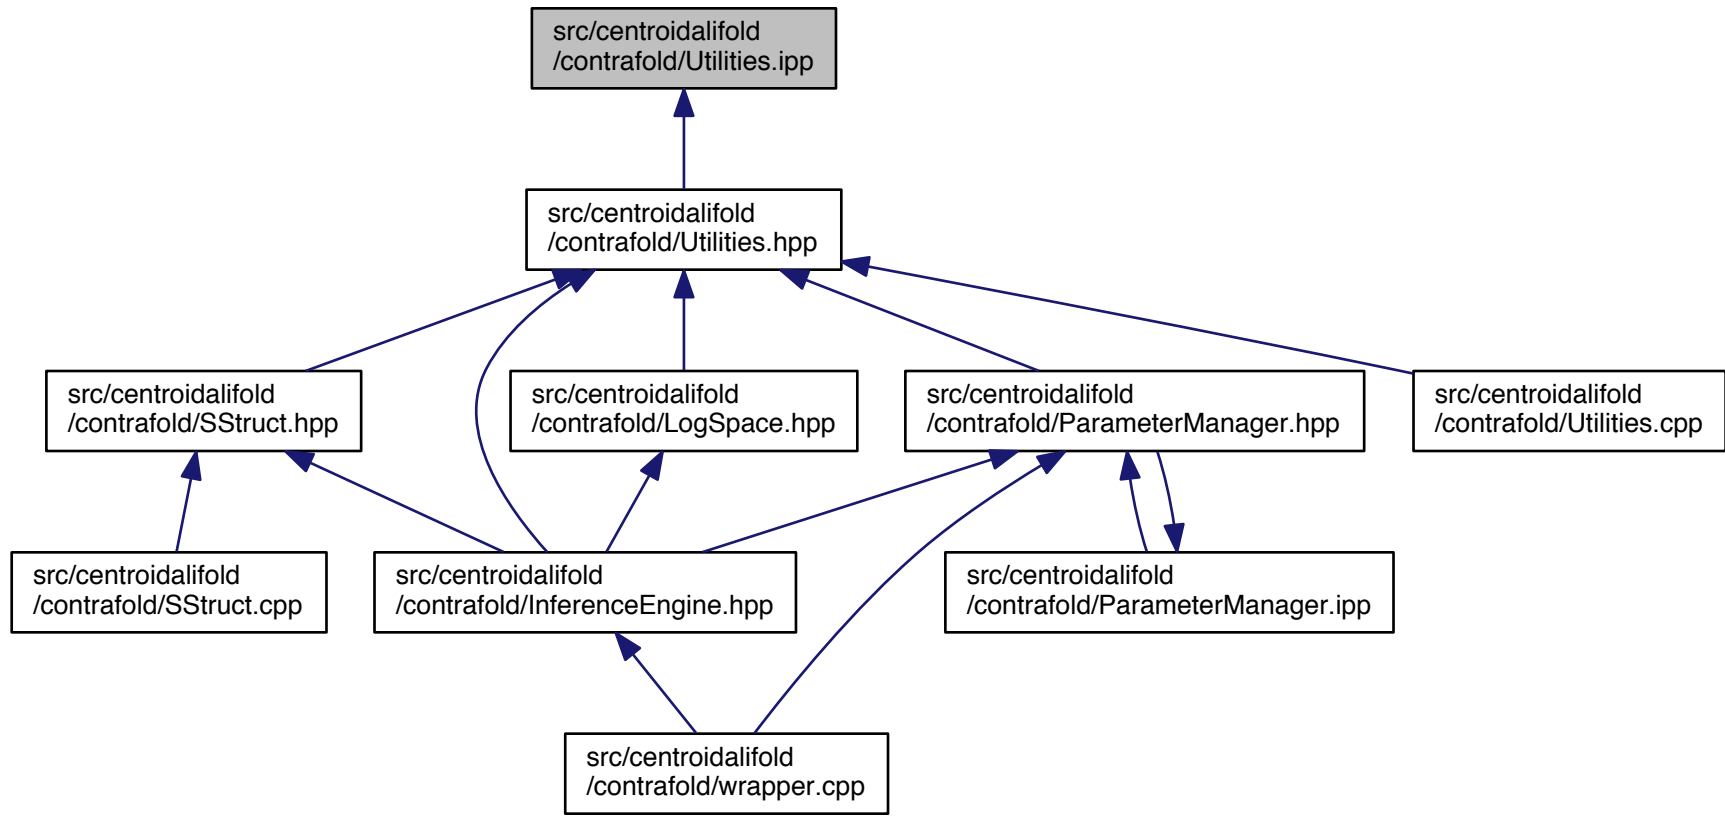 src/centroidalifold
/contrafold/Utilities.ipp
src/centroidalifold
/contrafold/Utilities.hpp
src/centroidalifold
/contrafold/SStruct.hpp
src/centroidalifold
/contrafold/LogSpace.hpp
src/centroidalifold
/contrafold/ParameterManager.hpp
src/centroidalifold
/contrafold/Utilities.cpp
src/centroidalifold
/contrafold/SStruct.cpp
src/centroidalifold
/contrafold/InferenceEngine.hpp
src/centroidalifold
/contrafold/ParameterManager.ipp
src/centroidalifold
/contrafold/wrapper.cpp